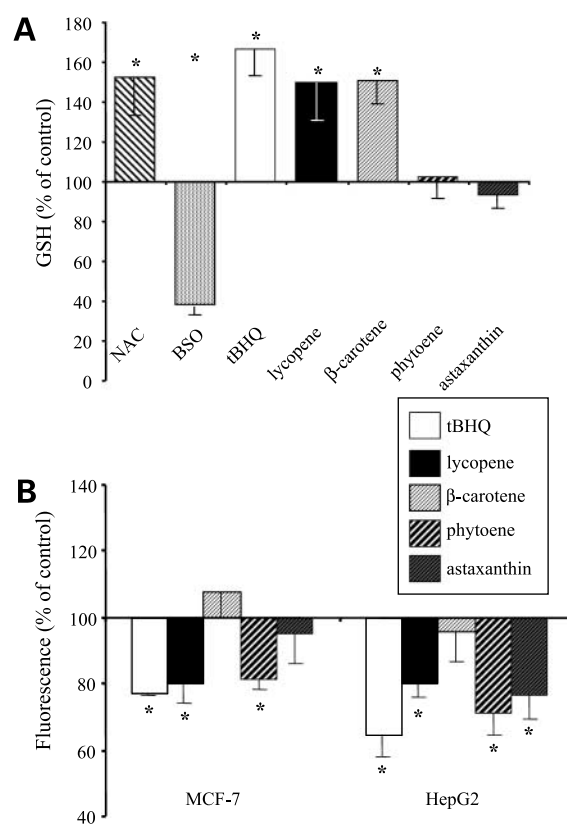 A
GSH (% of control)
180
160
140
120
100
80
60
40
20
0
* * * * *
NAC BSO tBHQ lycopene β-carotene phytoene astaxanthin
tBHQ
lycopene
β-carotene
phytoene
astaxanthin
B
Fluorescence (% of control)
140
120
100
80
60
40
* * * * * * *
MCF-7 HepG2